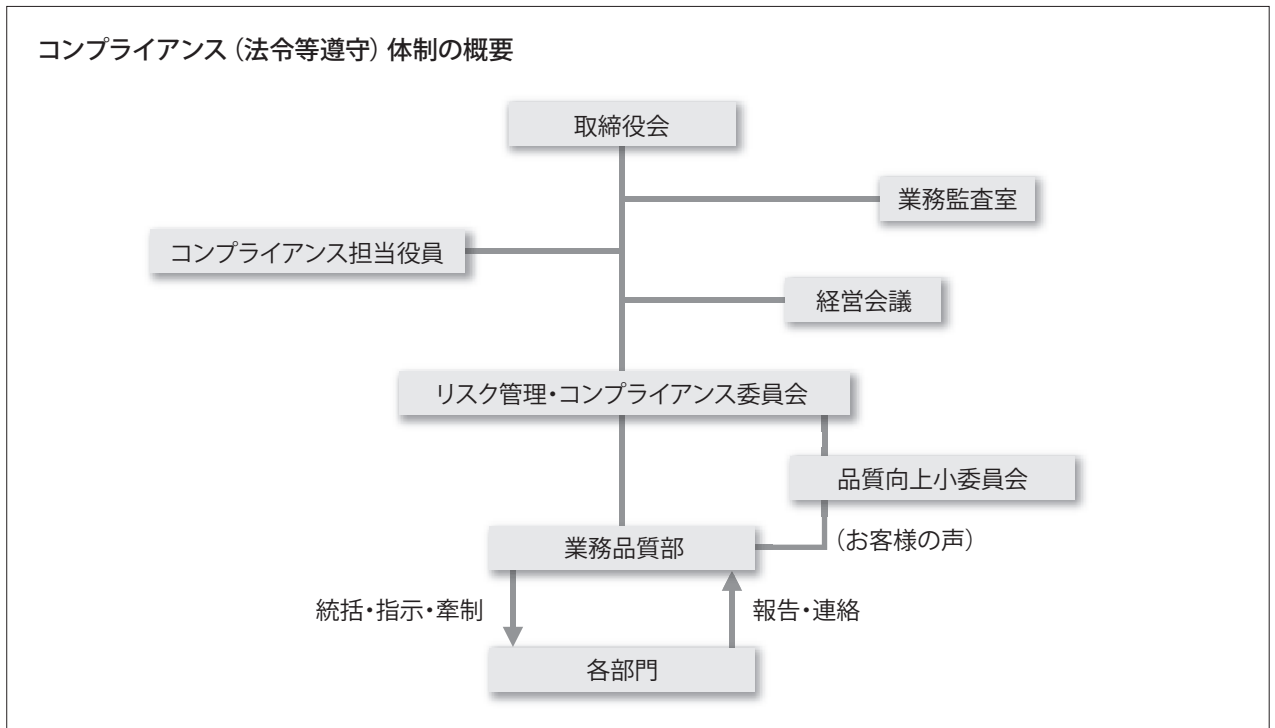 コンプライアンス（法令等遵守）体制の概要
取締役会
業務監査室
コンプライアンス担当役員
経営会議
リスク管理・コンプライアンス委員会
品質向上小委員会
業務品質部
（お客様の声）
統括・指示・牽制
報告・連絡
各部門